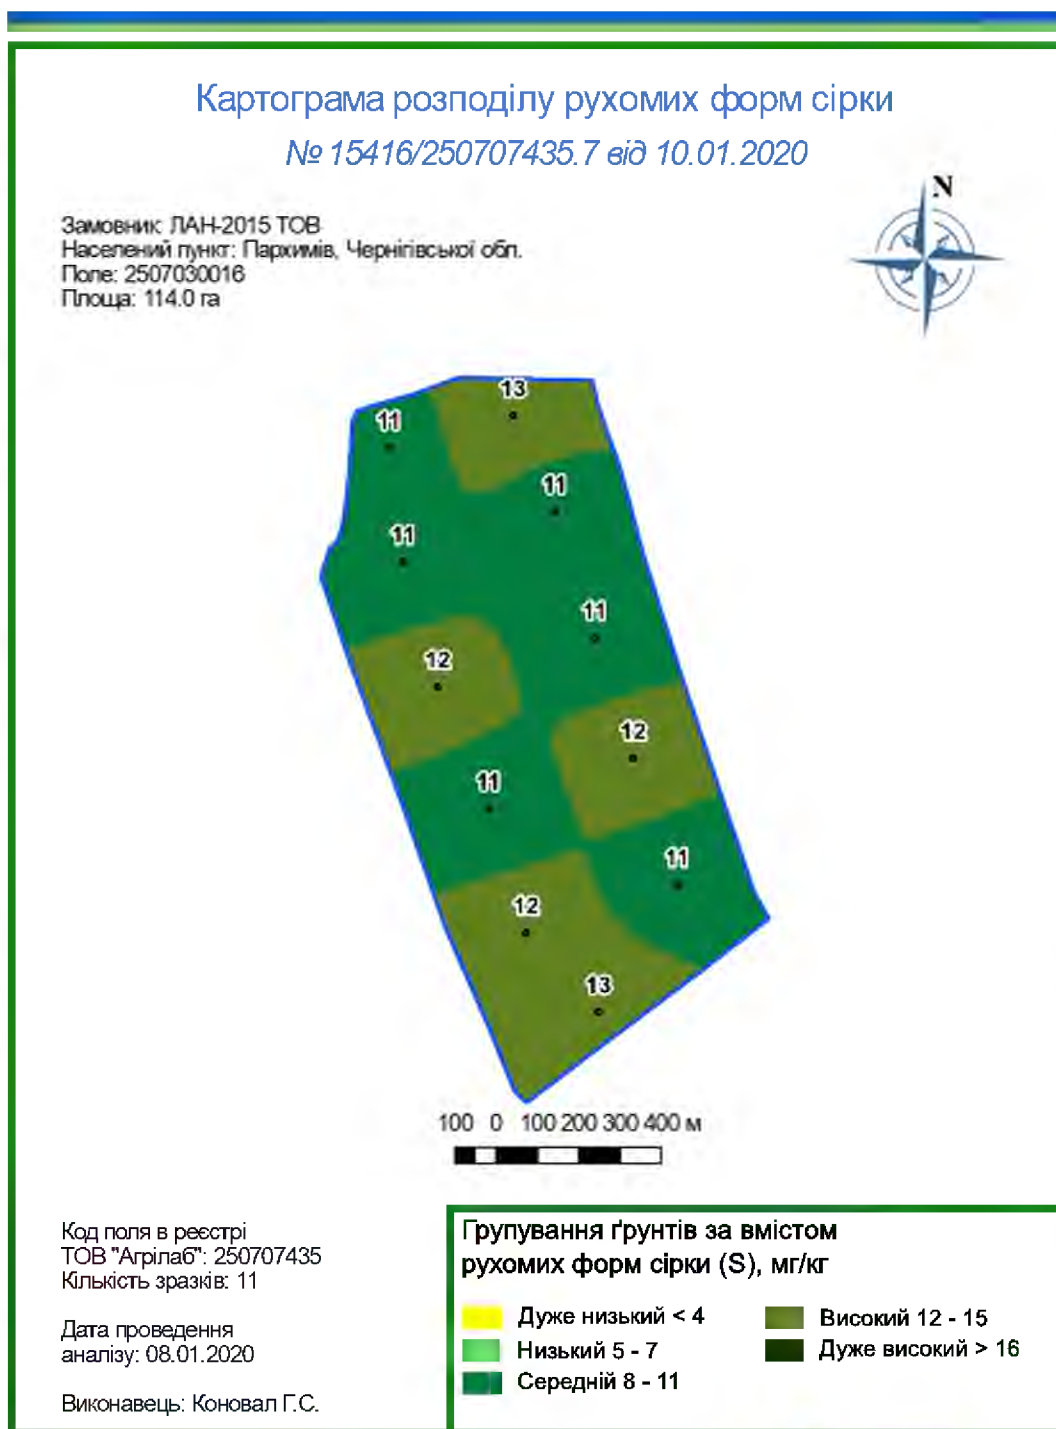 Картограма розподілу рухомих форм сірки
№ 15416/250707435.7 від 10.01.2020
N
Замовник: ЛАН-2015 ТОВ
Населений пункт: Пархимів, Чернігівської обл.
Поле: 2507030016
Площа: 114.0 га
13
11
11
11
11
12
12
11
11
12
13
100 0 100 200 300 400 м
Код поля в реєстрі
ТОВ "Агрілаб": 250707435
Кількість зразків: 11
Дата проведення
аналізу: 08.01.2020
Виконавець: Коновал Г.С.
Групування ґрунтів за вмістом
рухомих форм сірки (S), мг/кг
Дуже низький < 4
Низький 5 - 7
Середній 8 - 11
Високий 12 - 15
Дуже високий > 16